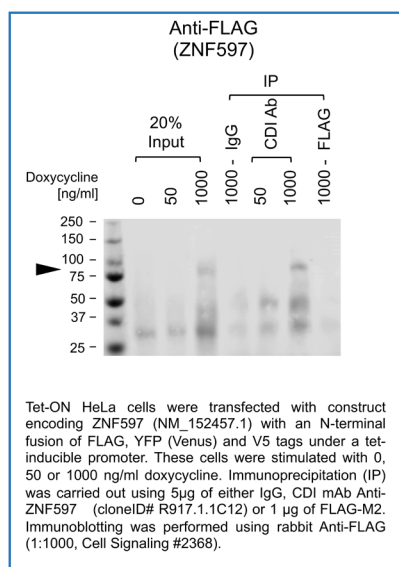 Anti-FLAG
(ZNF597)
IP
20%
Input
CDI Ab
Doxycycline
[ng/ml]
0
50
1000
1000 - IgG
50
1000
1000 - FLAG
250 –
150 –
100 –
75 –
50 –
37 –
25 –
Tet-ON HeLa cells were transfected with construct
encoding ZNF597 (NM_152457.1) with an N-terminal
fusion of FLAG, YFP (Venus) and V5 tags under a tet-
inducible promoter. These cells were stimulated with 0,
50 or 1000 ng/ml doxycycline. Immunoprecipitation (IP)
was carried out using 5µg of either IgG, CDI mAb Anti-
ZNF597 (cloneID# R917.1.1C12) or 1 µg of FLAG-M2.
Immunoblotting was performed using rabbit Anti-FLAG
(1:1000, Cell Signaling #2368).